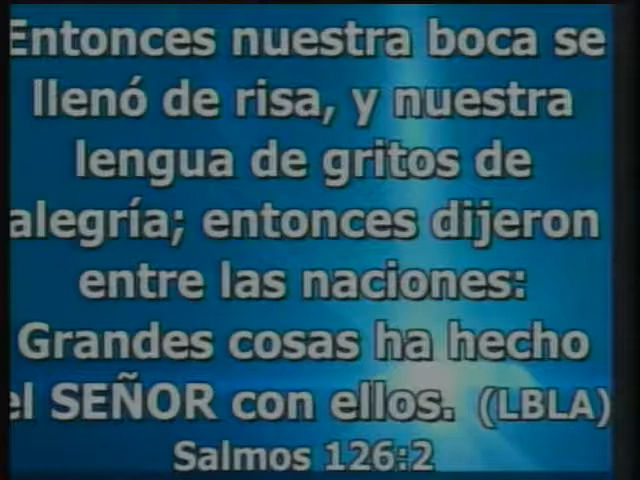 Entonces nuestra boca se
llenó de risa, y nuestra
lengua de gritos de
alegría; entonces dijeron
entre las naciones:
Grandes cosas ha hecho
el SEÑOR con ellos. (LBLA)
Salmos 126:2